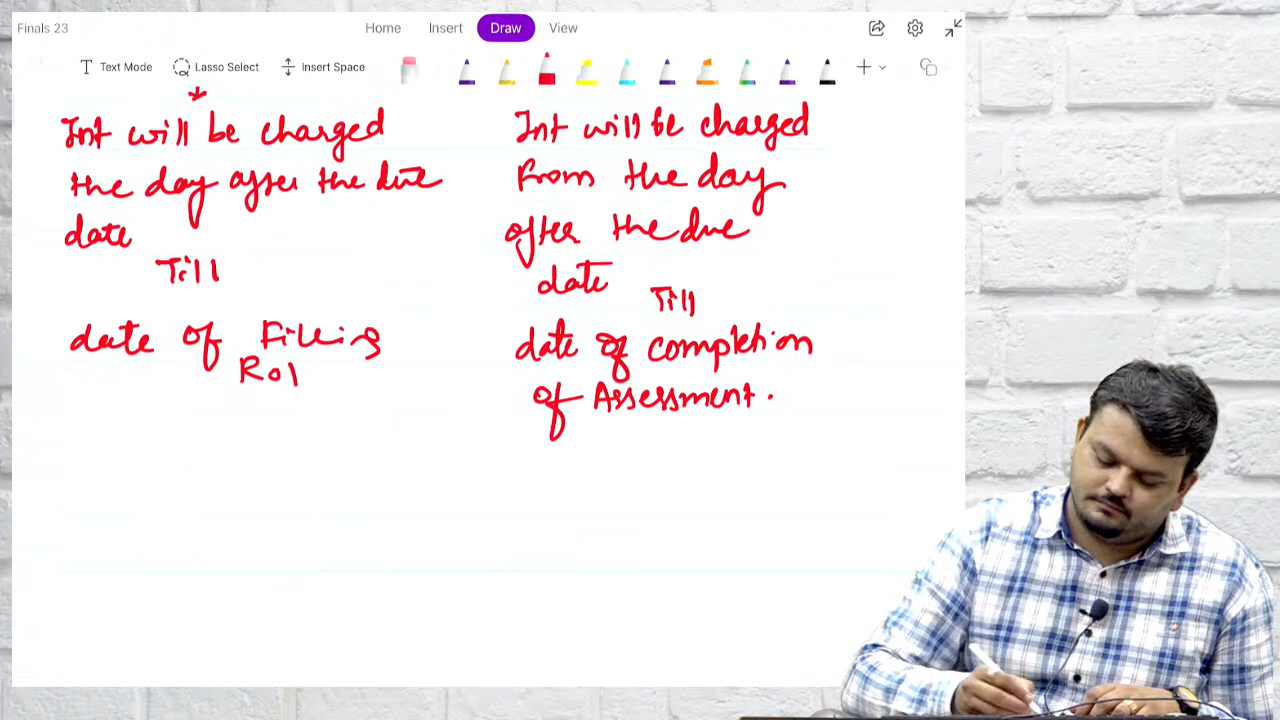 Finals 23
Home Insert Draw View
Text Mode Lasso Select Insert Space
Int will be charged
the day after the due
date
Till
date of Filling
ROI
Int will be charged
From the day
after the due
date
Till
date of completion
of Assessment.